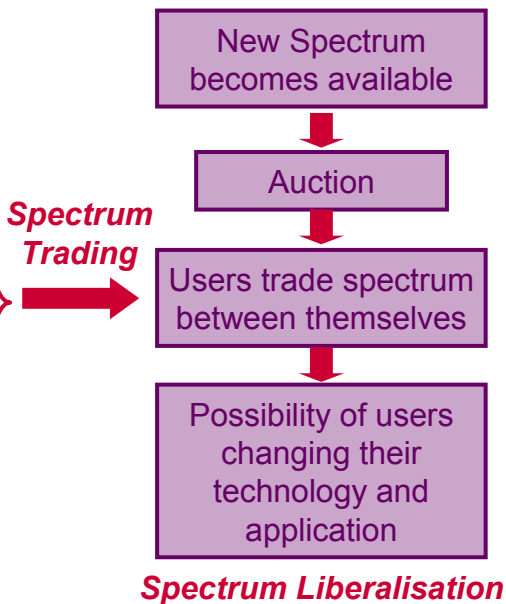 New Spectrum
becomes available
Auction
Spectrum
Trading
Users trade spectrum
between themselves
Possibility of users
changing their
technology and
application
Spectrum Liberalisation